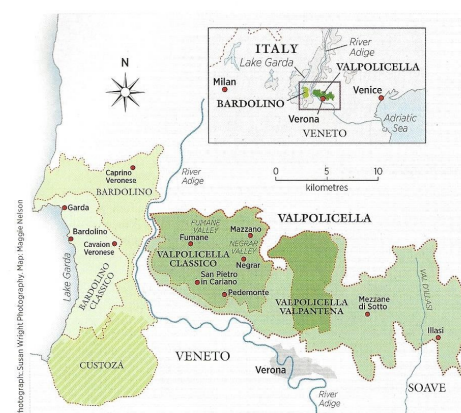 ITALY
Lake Garda
River
Adige
VALPOLICELLA
Milan
BARDOLINO
Venice
Verona
VENETO
Adriatic
Sea
N
0 5 10
kilometres
River
Adige
Caprino
Veronese
BARDOLINO
Garda
Bardolino
Cavaion
Veronese
Lake Garda
BARDOLINO
CLASSICO
CUSTOZA
VALPOLICELLA
FUMANE
VALLEY
Mazzano
Fumane
NEGRAR
VALLEY
VALPOLICELLA
CLASSICO
Negrar
San Pietro
in Cariano
Pedemonte
VALPOLICELLA
VALPANTENA
Mezzane
di Sotto
VAL D'ILLASI
Illasi
VENETO
Verona
River
Adige
SOAVE
hotograph: Susan Wright Photography. Map: Maggie Nelson